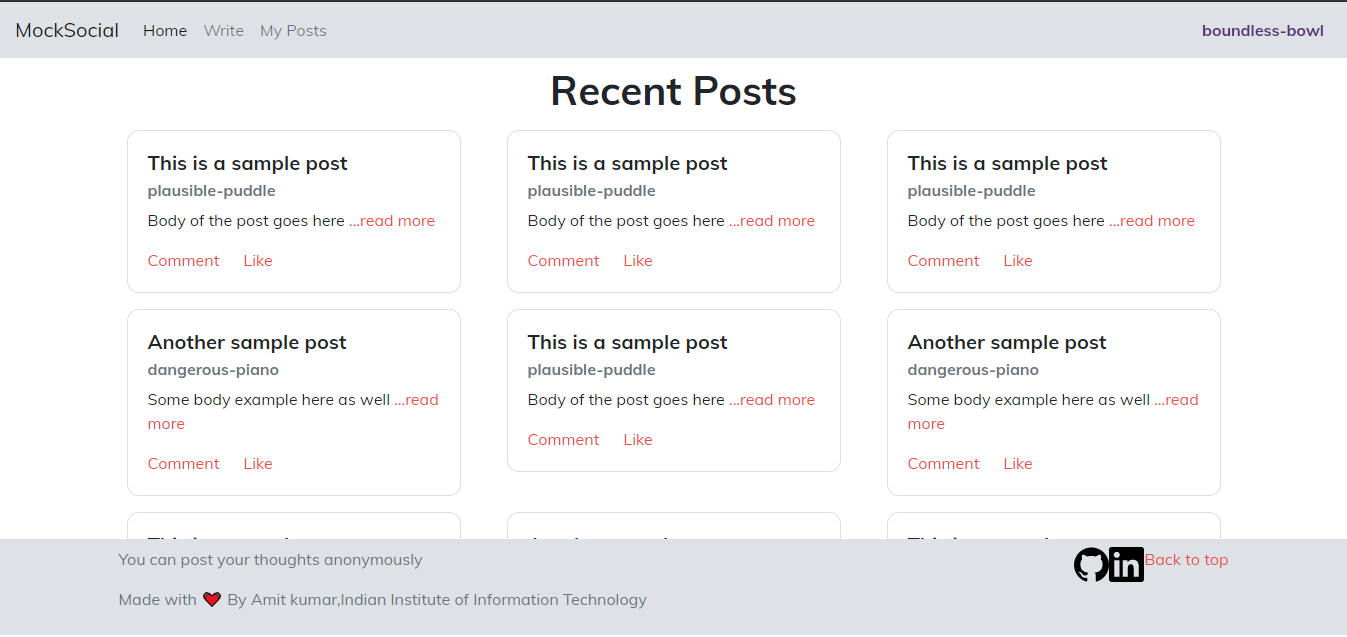 MockSocial Home Write My Posts boundless-bowl
Recent Posts
This is a sample post
plausible-puddle
Body of the post goes here ...read more
Comment Like
This is a sample post
plausible-puddle
Body of the post goes here ...read more
Comment Like
This is a sample post
plausible-puddle
Body of the post goes here ...read more
Comment Like
Another sample post
dangerous-piano
Some body example here as well ...read
more
Comment Like
This is a sample post
plausible-puddle
Body of the post goes here ...read more
Comment Like
Another sample post
dangerous-piano
Some body example here as well ...read
more
Comment Like
You can post your thoughts anonymously
in Back to top
Made with ❤ By Amit kumar,Indian Institute of Information Technology